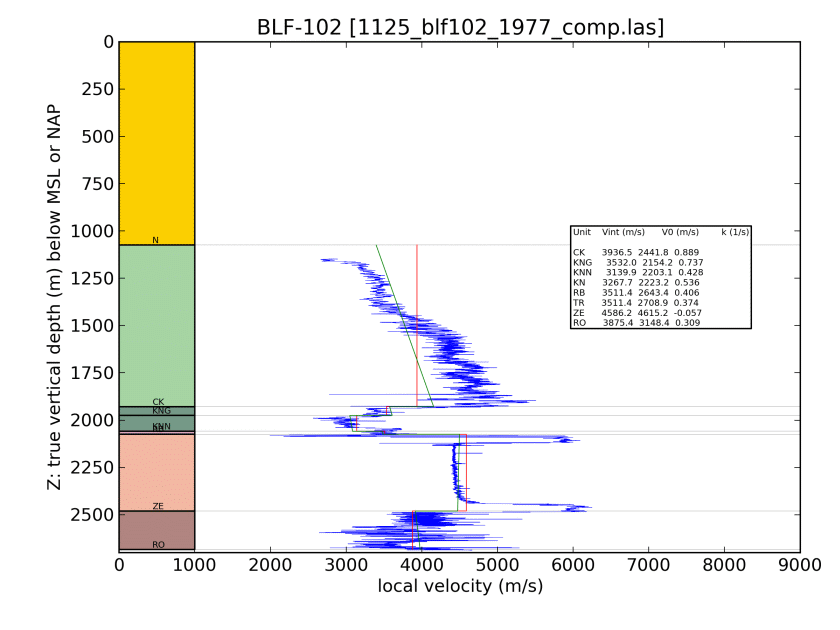 BLF-102 [1125_blf102_1977_comp.las]
Z: true vertical depth (m) below MSL or NAP
0
250
500
750
1000
1250
1500
1750
2000
2250
2500
N
CK
KNG
KNN
ZE
RO
Unit Vint (m/s) V0 (m/s) k (1/s)
CK 3936.5 2441.8 0.889
KNG 3532.0 2154.2 0.737
KNN 3139.9 2203.1 0.428
KN 3267.7 2223.2 0.536
RB 3511.4 2643.4 0.406
TR 3511.4 2708.9 0.374
ZE 4586.2 4615.2 -0.057
RO 3875.4 3148.4 0.309
0 1000 2000 3000 4000 5000 6000 7000 8000 9000
local velocity (m/s)